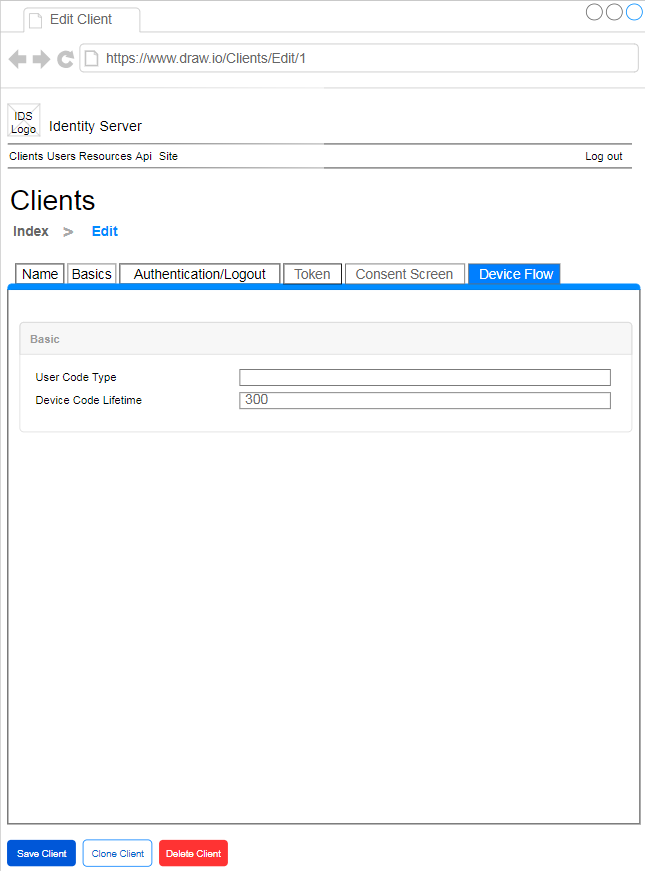 Edit Client
https://www.draw.io/Clients/Edit/1
IDS
Logo
Identity Server
Clients Users Resources Api Site
Log out
Clients
Index > Edit
Name
Basics
Authentication/Logout
Token
Consent Screen
Device Flow
Basic
User Code Type
Device Code Lifetime
300
Save Client
Clone Client
Delete Client